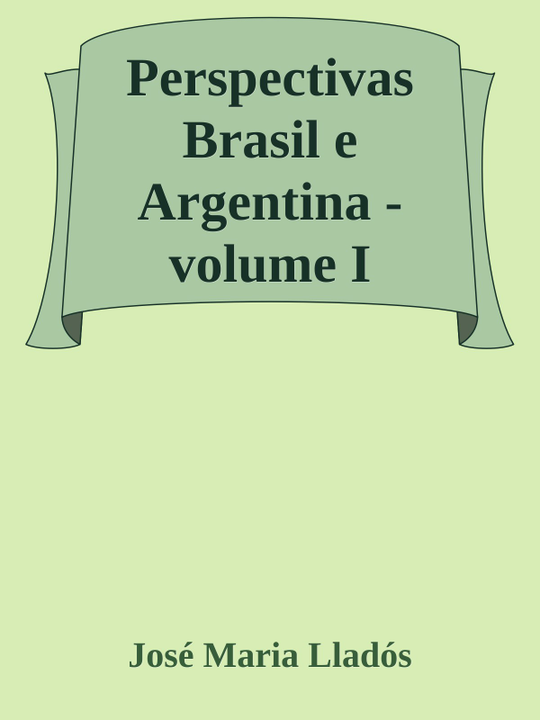 Perspectivas
Brasil e
Argentina -
volume I
José Maria Lladós